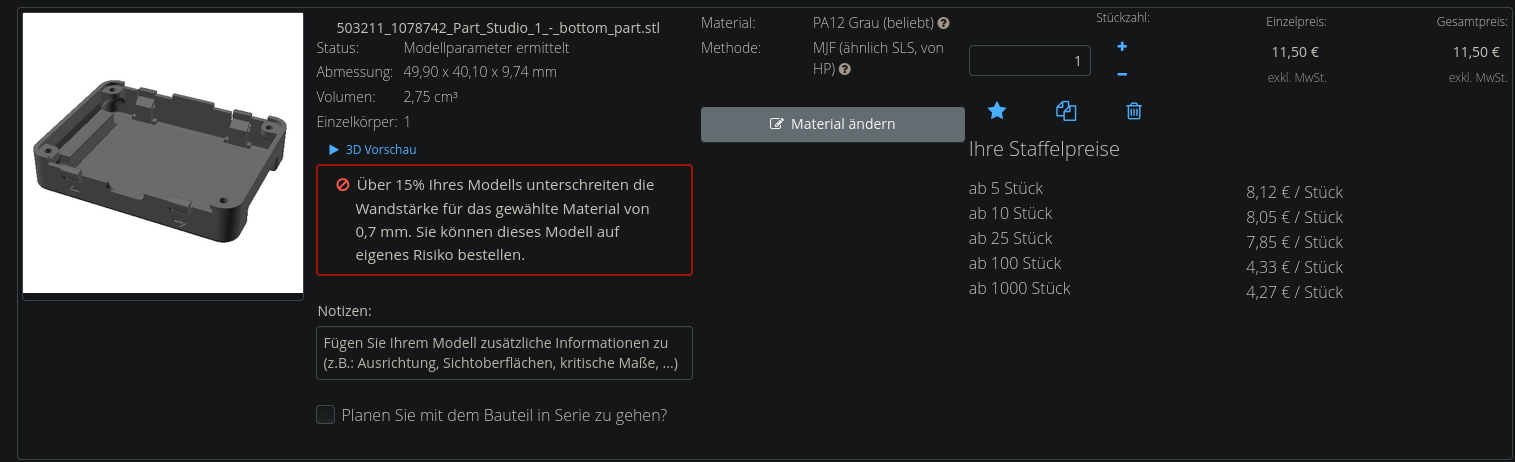 503211_1078742_Part_Studio_1_-_bottom_part.stl
Status: Modellparameter ermittelt
Abmessung: 49,90 x 40,10 x 9,74 mm
Volumen: 2,75 cm³
Einzelkörper: 1
3D Vorschau
Über 15% Ihres Modells unterschreiten die
Wandstärke für das gewählte Material von
0,7 mm. Sie können dieses Modell auf
eigenes Risiko bestellen.
Notizen:
Fügen Sie Ihrem Modell zusätzliche Informationen zu
(z.B.: Ausrichtung, Sichtoberflächen, kritische Maße, ...)
Planen Sie mit dem Bauteil in Serie zu gehen?
Material: PA12 Grau (beliebt)
Methode: MJF (ähnlich SLS, von
HP)
Material ändern
Stückzahl:
1
Einzelpreis:
11,50 €
exkl. MwSt.
Gesamtpreis:
11,50 €
exkl. MwSt.
Ihre Staffelpreise
ab 5 Stück 8,12 € / Stück
ab 10 Stück 8,05 € / Stück
ab 25 Stück 7,85 € / Stück
ab 100 Stück 4,33 € / Stück
ab 1000 Stück 4,27 € / Stück